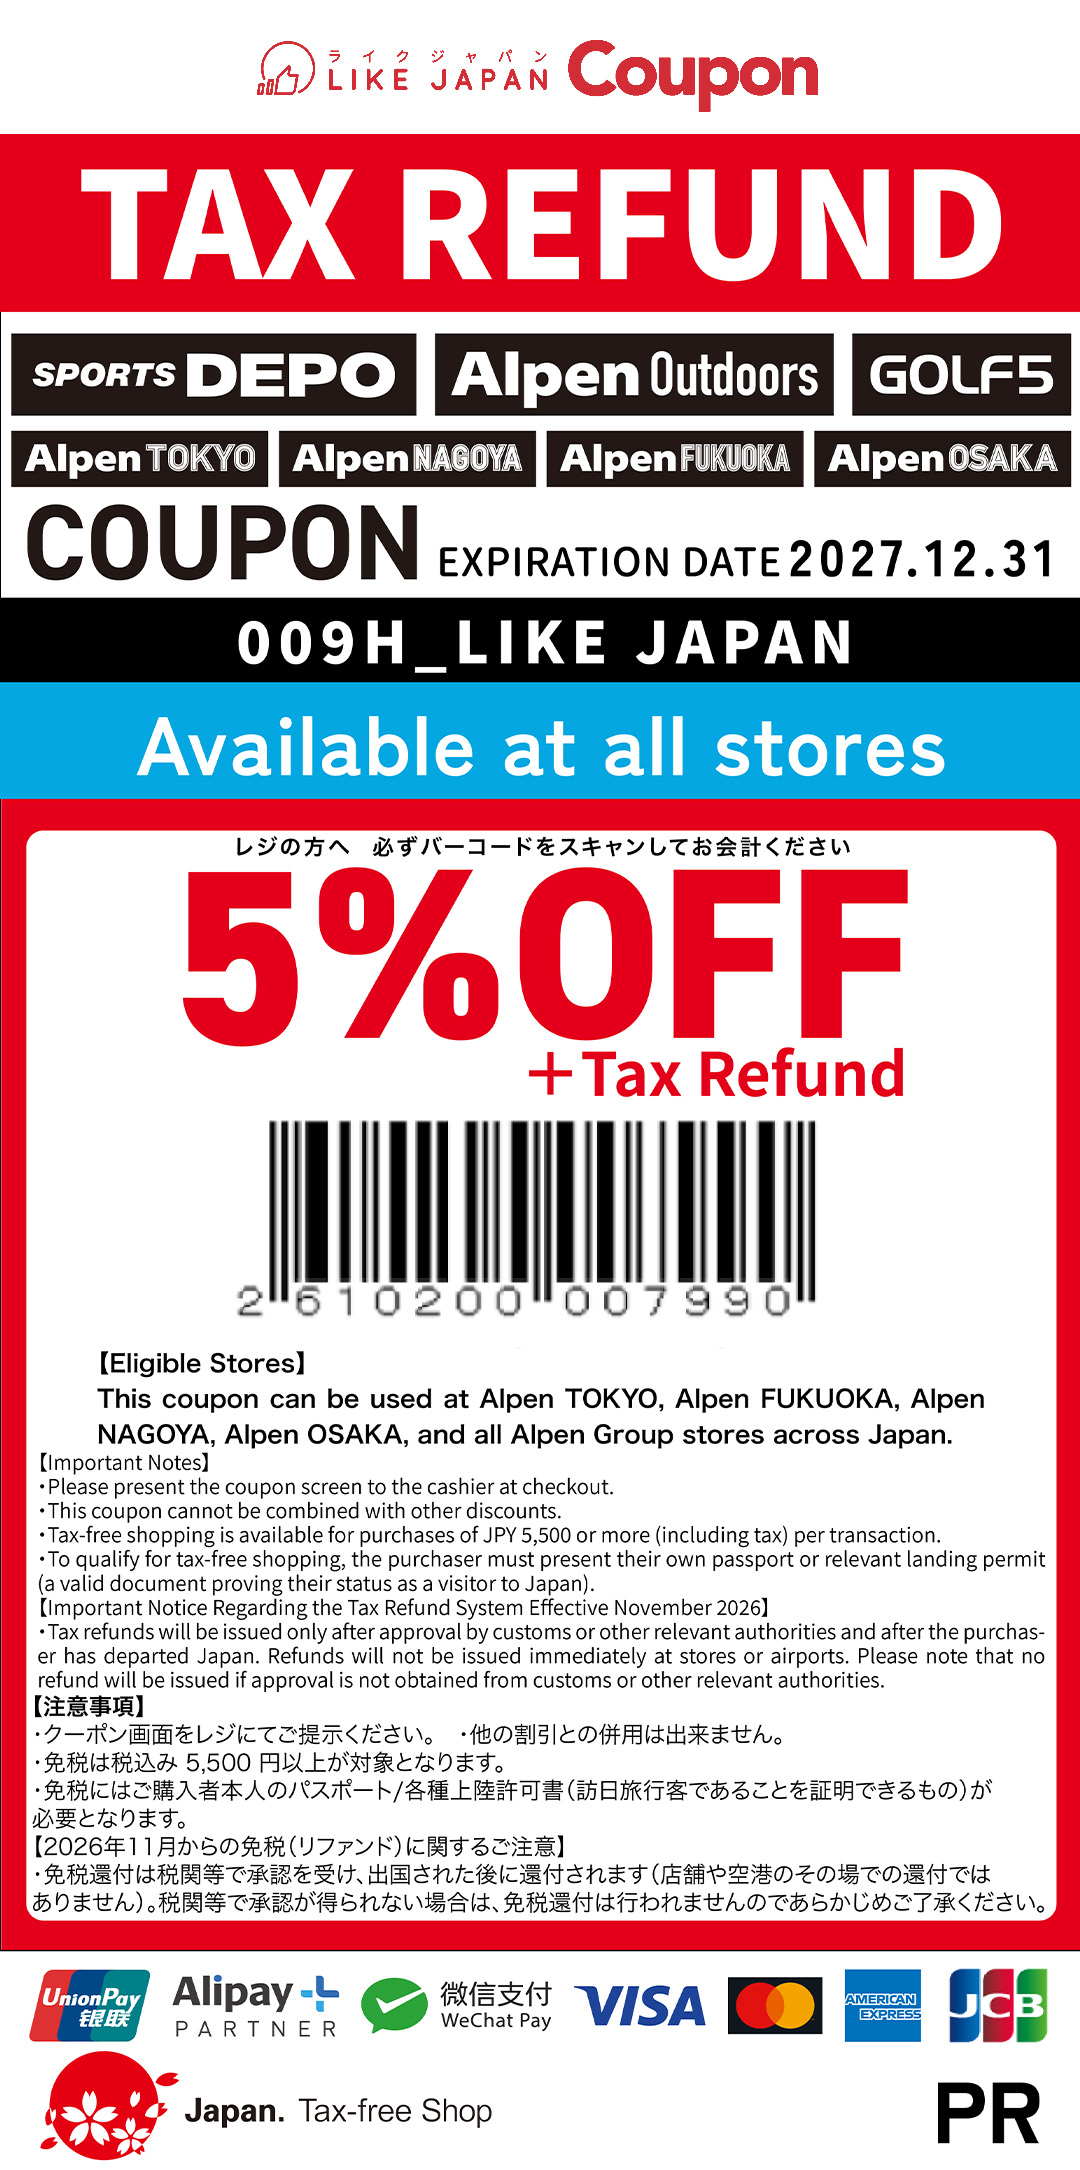 ライクジャパン
LIKE JAPAN Coupon
TAX REFUND
SPORTS DEPO Alpen Outdoors GOLF5
Alpen TOKYO Alpen NAGOYA Alpen FUKUOKA Alpen OSAKA
COUPON EXPIRATION DATE 2027.12.31
009H_LIKE JAPAN
Available at all stores
レジの方へ 必ずバーコードをスキャンしてお会計ください
5%OFF
+Tax Refund
2 610200 007990
【Eligible Stores】
This coupon can be used at Alpen TOKYO, Alpen FUKUOKA, Alpen
NAGOYA, Alpen OSAKA, and all Alpen Group stores across Japan.
【Important Notes】
・Please present the coupon screen to the cashier at checkout.
・This coupon cannot be combined with other discounts.
・Tax-free shopping is available for purchases of JPY 5,500 or more (including tax) per transaction.
・To qualify for tax-free shopping, the purchaser must present their own passport or relevant landing permit
(a valid document proving their status as a visitor to Japan).
【Important Notice Regarding the Tax Refund System Effective November 2026】
・Tax refunds will be issued only after approval by customs or other relevant authorities and after the purchas-
er has departed Japan. Refunds will not be issued immediately at stores or airports. Please note that no
refund will be issued if approval is not obtained from customs or other relevant authorities.
【注意事項】
・クーポン画面をレジにてご提示ください。 ・他の割引との併用は出来ません。
・免税は税込み 5,500 円以上が対象となります。
・免税にはご購入者本人のパスポート/各種上陸許可書（訪日旅行客であることを証明できるもの）が
必要となります。
【2026年11月からの免税（リファンド）に関するご注意】
・免税還付は税関等で承認を受け、出国された後に還付されます（店舗や空港のその場での還付では
ありません）。税関等で承認が得られない場合は、免税還付は行われませんのであらかじめご了承ください。
UnionPay 银联 Alipay+ PARTNER 微信支付 WeChat Pay VISA AMERICAN EXPRESS JCB
Japan. Tax-free Shop
PR